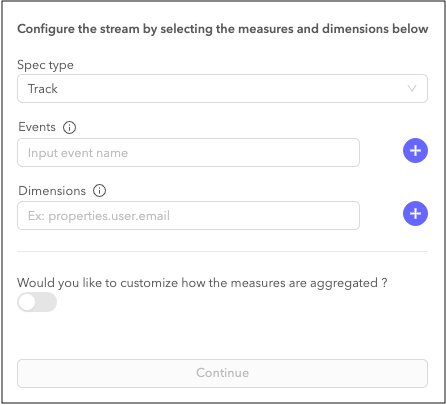 Configure the stream by selecting the measures and dimensions below
Spec type
Track
Events
Input event name
Dimensions
Ex: properties.user.email
Would you like to customize how the measures are aggregated ?
Continue